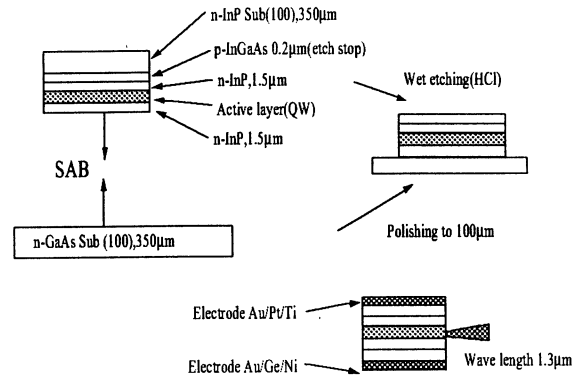 n-InP Sub(100),350μm
p-InGaAs 0.2μm(etch stop)
n-InP,1.5μm
Active layer(QW)
n-InP,1.5μm
SAB
n-GaAs Sub (100),350μm
Wet etching(HCl)
Polishing to 100μm
Electrode Au/Pt/Ti
Electrode Au/Ge/Ni
Wave length 1.3μm